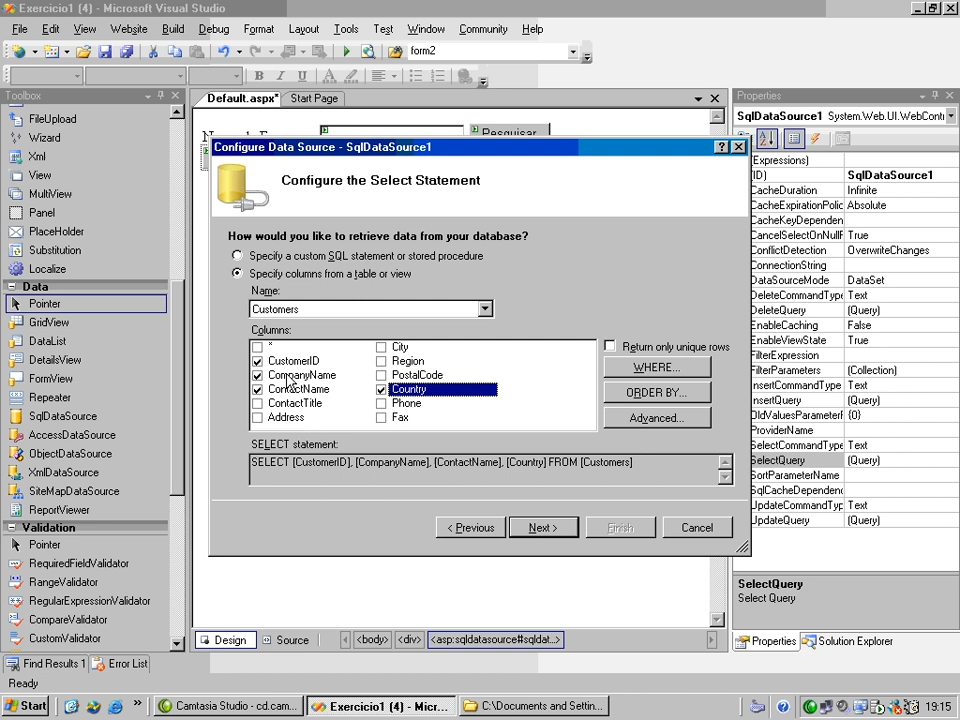 Exercicio1 (4) - Microsoft Visual Studio
File Edit View Website Build Debug Format Layout Tools Test Window Community Help
form2
B I U A
Toolbox
FileUpload
Wizard
Xml
View
MultiView
Panel
PlaceHolder
Substitution
Localize
Data
Pointer
GridView
DataList
DetailsView
FormView
Repeater
SqlDataSource
AccessDataSource
ObjectDataSource
XmlDataSource
SiteMapDataSource
ReportViewer
Validation
Pointer
RequiredFieldValidator
RangeValidator
RegularExpressionValidator
CompareValidator
CustomValidator
Default.aspx* Start Page
Pesquisar
Configure Data Source - SqlDataSource1
Configure the Select Statement
How would you like to retrieve data from your database?
Specify a custom SQL statement or stored procedure
Specify columns from a table or view
Name:
Customers
Columns:
* City
CustomerID Region
CompanyName PostalCode
ContactName Country
ContactTitle Phone
Address Fax
Return only unique rows
WHERE...
ORDER BY...
Advanced...
SELECT statement:
SELECT [CustomerID], [CompanyName], [ContactName], [Country] FROM [Customers]
< Previous Next > Finish Cancel
Design Source <body> <div> <asp:sqldatasource#sqldat...>
Properties
SqlDataSource1 System.Web.UI.WebCont
(Expressions)
ID) SqlDataSource1
CacheDuration Infinite
CacheExpirationPolic Absolute
CacheKeyDependen
CancelSelectOnNullF True
ConflictDetection OverwriteChanges
ConnectionString
DataSourceMode DataSet
DeleteCommandType Text
DeleteQuery (Query)
EnableCaching False
EnableViewState True
FilterExpression
FilterParameters (Collection)
InsertCommandType Text
InsertQuery (Query)
OldValuesParameterF {0}
ProviderName
SelectCommandType Text
SelectQuery (Query)
SortParameterName
SqlCacheDependenc
UpdateCommandTyp Text
UpdateQuery (Query)
SelectQuery
Select Query
Properties Solution Explorer
Find Results 1 Error List
Ready
Start » Camtasia Studio - cd.cam... Exercicio1 (4) - Micr... C:\Documents and Settin... 19:15